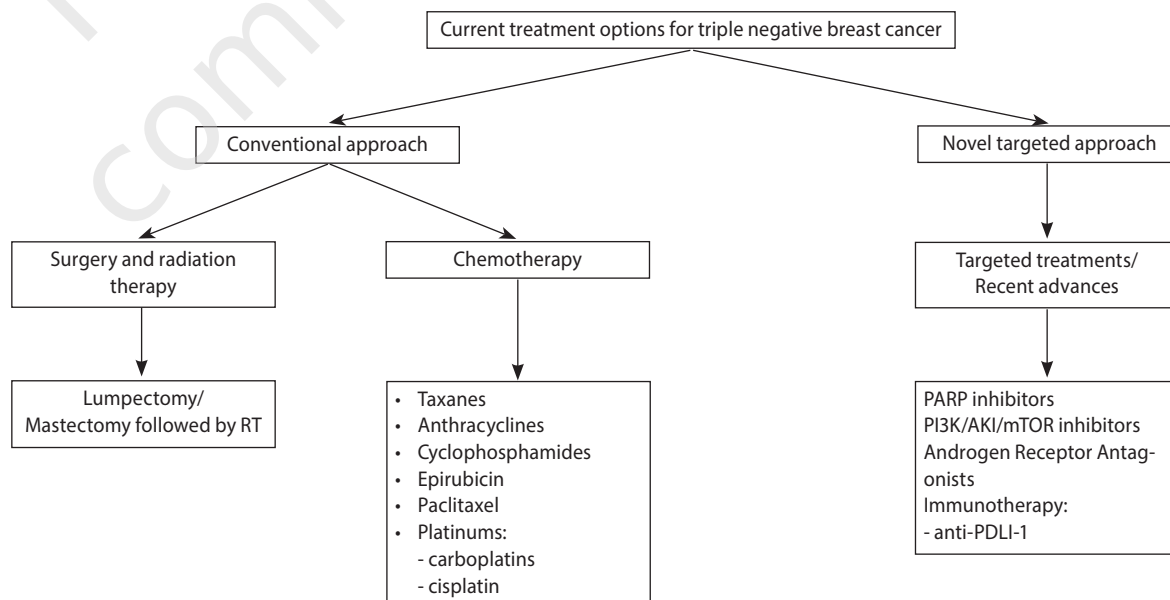 Current treatment options for triple negative breast cancer
Conventional approach
Novel targeted approach
Surgery and radiation
therapy
Chemotherapy
Targeted treatments/
Recent advances
Lumpectomy/
Mastectomy followed by RT
• Taxanes
• Anthracyclines
• Cyclophosphamides
• Epirubicin
• Paclitaxel
• Platinums:
- carboplatins
- cisplatin
PARP inhibitors
PI3K/AKI/mTOR inhibitors
Androgen Receptor Antag-
onists
Immunotherapy:
- anti-PDLI-1